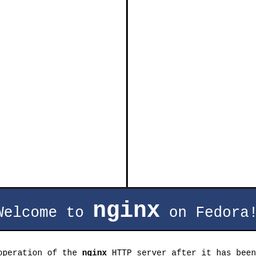 Welcome to nginx on Fedora!
operation of the nginx HTTP server after it has been